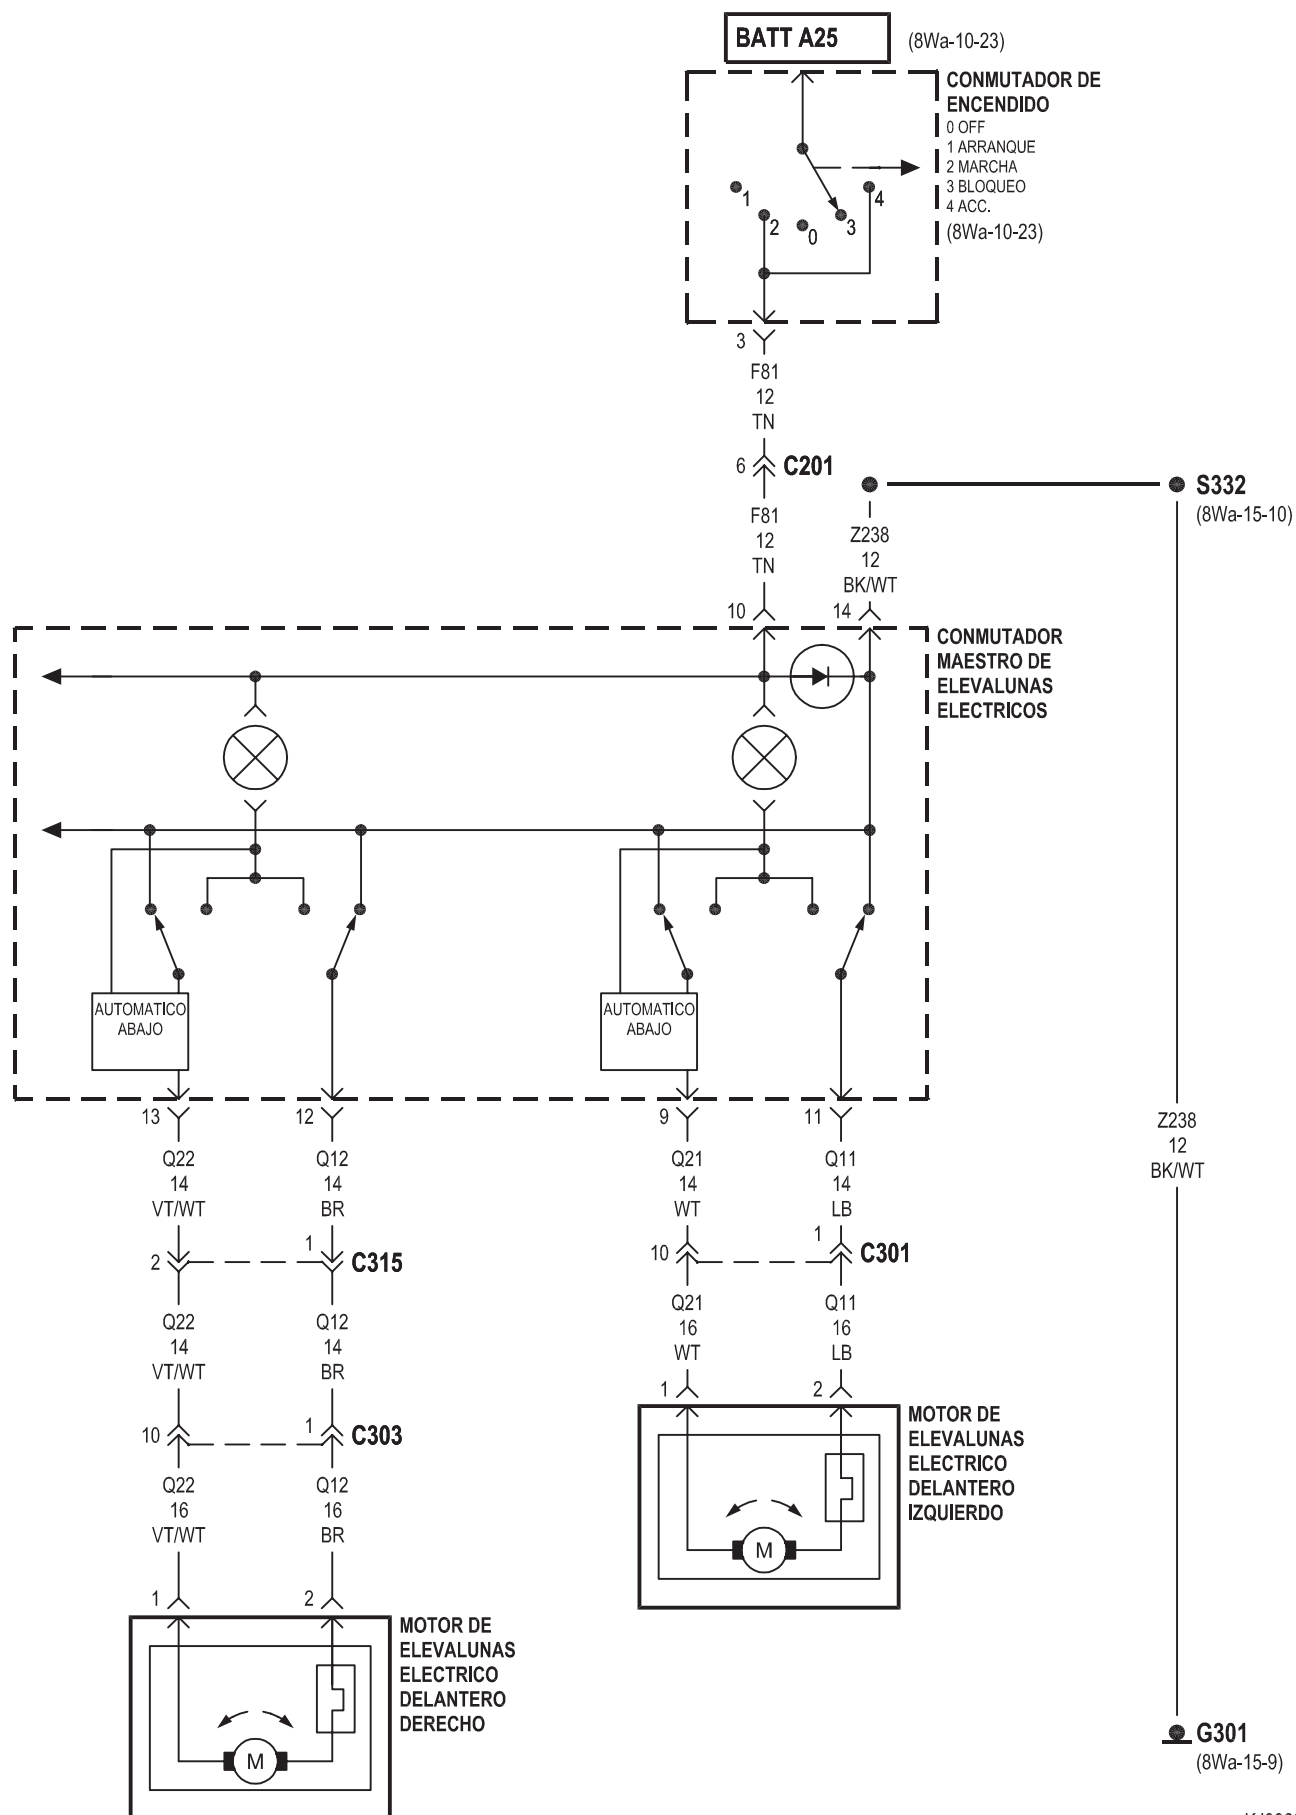 BATT A25
(8Wa-10-23)
CONMUTADOR DE
ENCENDIDO
0 OFF
1 ARRANQUE
2 MARCHA
3 BLOQUEO
4 ACC.
(8Wa-10-23)
1
2
0
3
4
3
F81
12
TN
6
C201
F81
12
TN
S332
(8Wa-15-10)
Z238
12
BK/WT
10
14
CONMUTADOR
MAESTRO DE
ELEVALUNAS
ELECTRICOS
AUTOMATICO
ABAJO
AUTOMATICO
ABAJO
13
12
9
11
Q22
14
VT/WT
Q12
14
BR
Q21
14
WT
Q11
14
LB
Z238
12
BK/WT
2
1
C315
10
1
C301
Q22
14
VT/WT
Q12
14
BR
Q21
16
WT
Q11
16
LB
10
1
C303
1
2
MOTOR DE
ELEVALUNAS
ELECTRICO
DELANTERO
IZQUIERDO
M
Q22
16
VT/WT
Q12
16
BR
1
2
MOTOR DE
ELEVALUNAS
ELECTRICO
DELANTERO
DERECHO
M
G301
(8Wa-15-9)